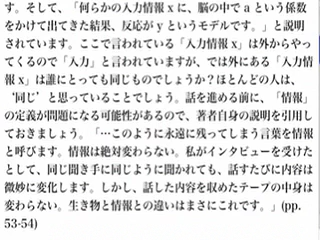 す。そして、「何らかの入力情報 x に、脳の中で a という係数
をかけて出てきた結果、反応が y というモデルです。」と説明
されています。ここで言われている「入力情報 x」は外からやっ
てくるので「入力」と言われていますが、では外にある「入力情
報 x」は誰にとっても同じものでしょうか？ほとんどの人は、
‘同じ’ と思っていることでしょう。話を進める前に、「情報」
の定義が問題になる可能性があるので、著者自身の説明を引用し
ておきましょう。「…このように永遠に残ってしまう言葉を情報
と呼びます。情報は絶対変わらない。私がインタビューを受けた
として、同じ聞き手に同じように聞かれても、話すたびに内容は
微妙に変化します。しかし、話した内容を収めたテープの中身は
変わらない。生き物と情報との違いはまさにこれです。」(pp.
53-54)